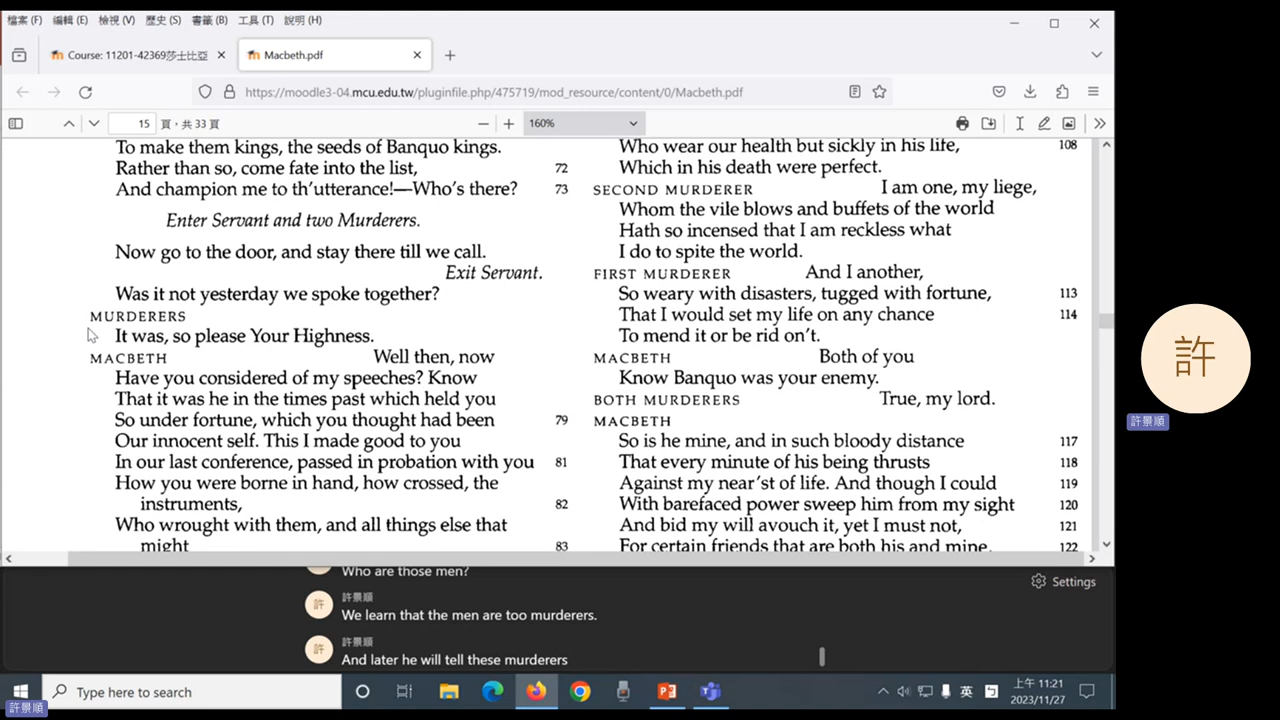 檔案 (F) 編輯 (E) 檢視 (V) 歷史 (S) 書籤 (B) 工具 (T) 說明 (H)
Course: 11201-42369莎士比亞
Macbeth.pdf
https://moodle3-04.mcu.edu.tw/pluginfile.php/475719/mod_resource/content/0/Macbeth.pdf
15 頁，共 33 頁
160%
To make them kings, the seeds of Banquo kings.
Rather than so, come fate into the list, 72
And champion me to th'utterance!—Who's there? 73
Enter Servant and two Murderers.
Now go to the door, and stay there till we call.
Exit Servant.
Was it not yesterday we spoke together?
MURDERERS
It was, so please Your Highness.
MACBETH Well then, now
Have you considered of my speeches? Know
That it was he in the times past which held you
So under fortune, which you thought had been 79
Our innocent self. This I made good to you
In our last conference, passed in probation with you 81
How you were borne in hand, how crossed, the
instruments, 82
Who wrought with them, and all things else that
might 83
Who wear our health but sickly in his life, 108
Which in his death were perfect.
SECOND MURDERER I am one, my liege,
Whom the vile blows and buffets of the world
Hath so incensed that I am reckless what
I do to spite the world.
FIRST MURDERER And I another,
So weary with disasters, tugged with fortune, 113
That I would set my life on any chance 114
To mend it or be rid on't.
MACBETH Both of you
Know Banquo was your enemy.
BOTH MURDERERS True, my lord.
MACBETH
So is he mine, and in such bloody distance 117
That every minute of his being thrusts 118
Against my near'st of life. And though I could 119
With barefaced power sweep him from my sight 120
And bid my will avouch it, yet I must not, 121
For certain friends that are both his and mine, 122
許
許景順
Who are those men?
Settings
許
許景順
We learn that the men are too murderers.
許
許景順
And later he will tell these murderers
Type here to search
英
上午 11:21
2023/11/27
許景順